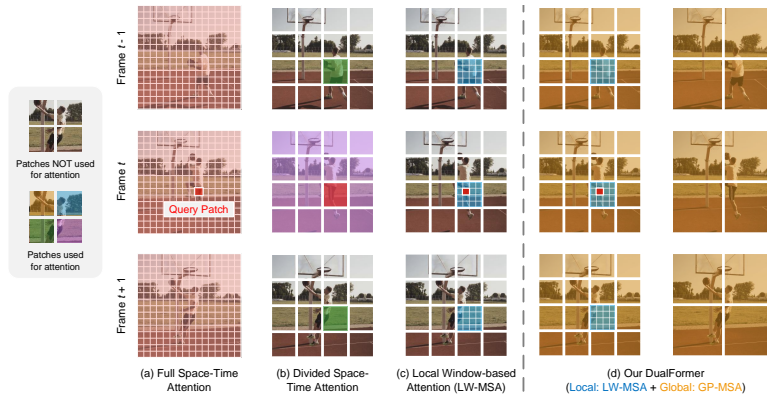 Frame t - 1
Frame t
Frame t + 1
Patches NOT used
for attention
Patches used
for attention
Query Patch
(a) Full Space-Time
Attention
(b) Divided Space-
Time Attention
(c) Local Window-based
Attention (LW-MSA)
(d) Our DualFormer
(Local: LW-MSA + Global: GP-MSA)